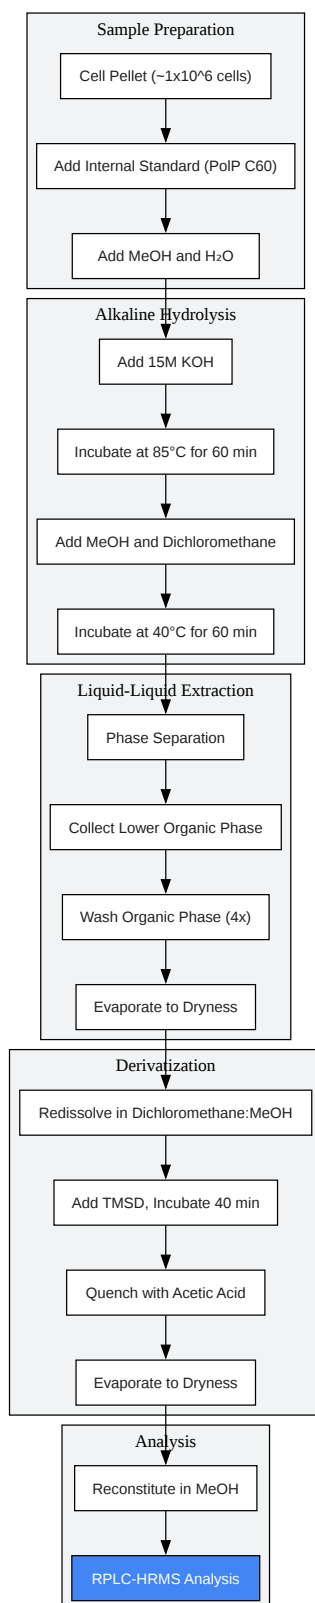 Sample Preparation
Cell Pellet (~1x10^6 cells)
Add Internal Standard (PolP C60)
Add MeOH and H₂O
Alkaline Hydrolysis
Add 15M KOH
Incubate at 85°C for 60 min
Add MeOH and Dichloromethane
Incubate at 40°C for 60 min
Liquid-Liquid Extraction
Phase Separation
Collect Lower Organic Phase
Wash Organic Phase (4x)
Evaporate to Dryness
Derivatization
Redissolve in Dichloromethane:MeOH
Add TMSD, Incubate 40 min
Quench with Acetic Acid
Evaporate to Dryness
Analysis
Reconstitute in MeOH
RPLC-HRMS Analysis